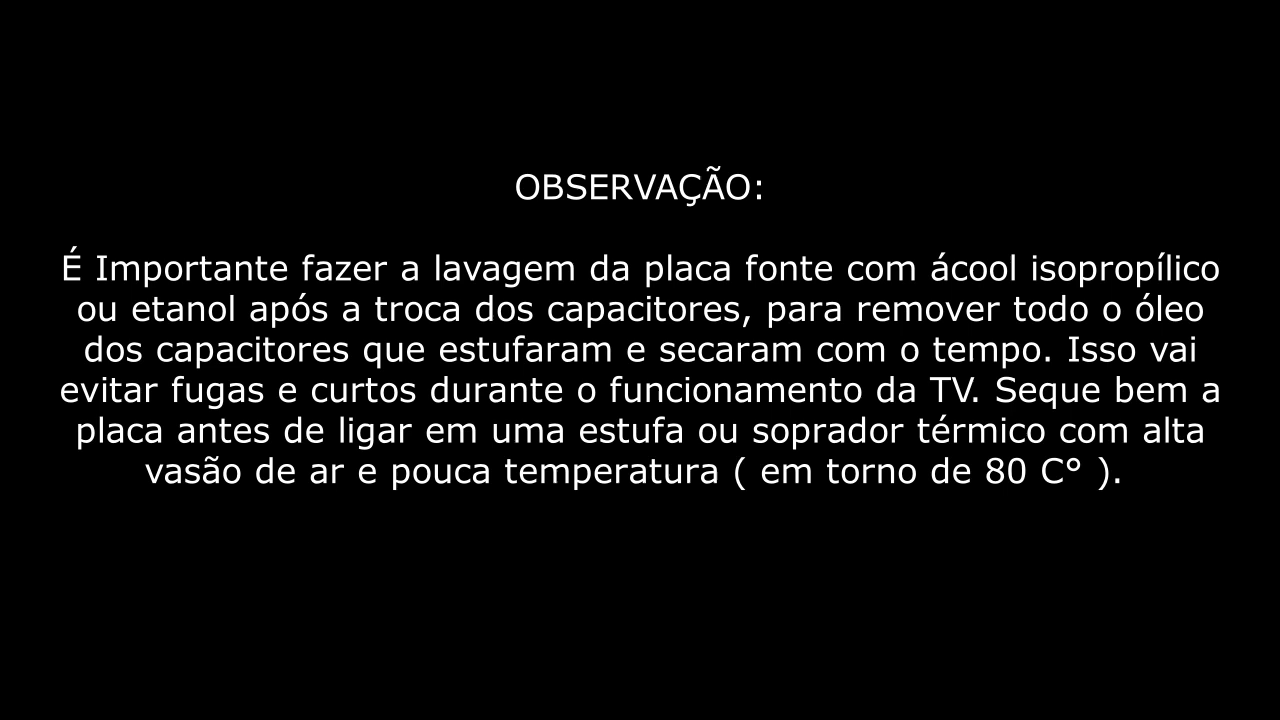 OBSERVAÇÃO:
É Importante fazer a lavagem da placa fonte com ácool isopropílico
ou etanol após a troca dos capacitores, para remover todo o óleo
dos capacitores que estufaram e secaram com o tempo. Isso vai
evitar fugas e curtos durante o funcionamento da TV. Seque bem a
placa antes de ligar em uma estufa ou soprador térmico com alta
vasão de ar e pouca temperatura ( em torno de 80 C° ).